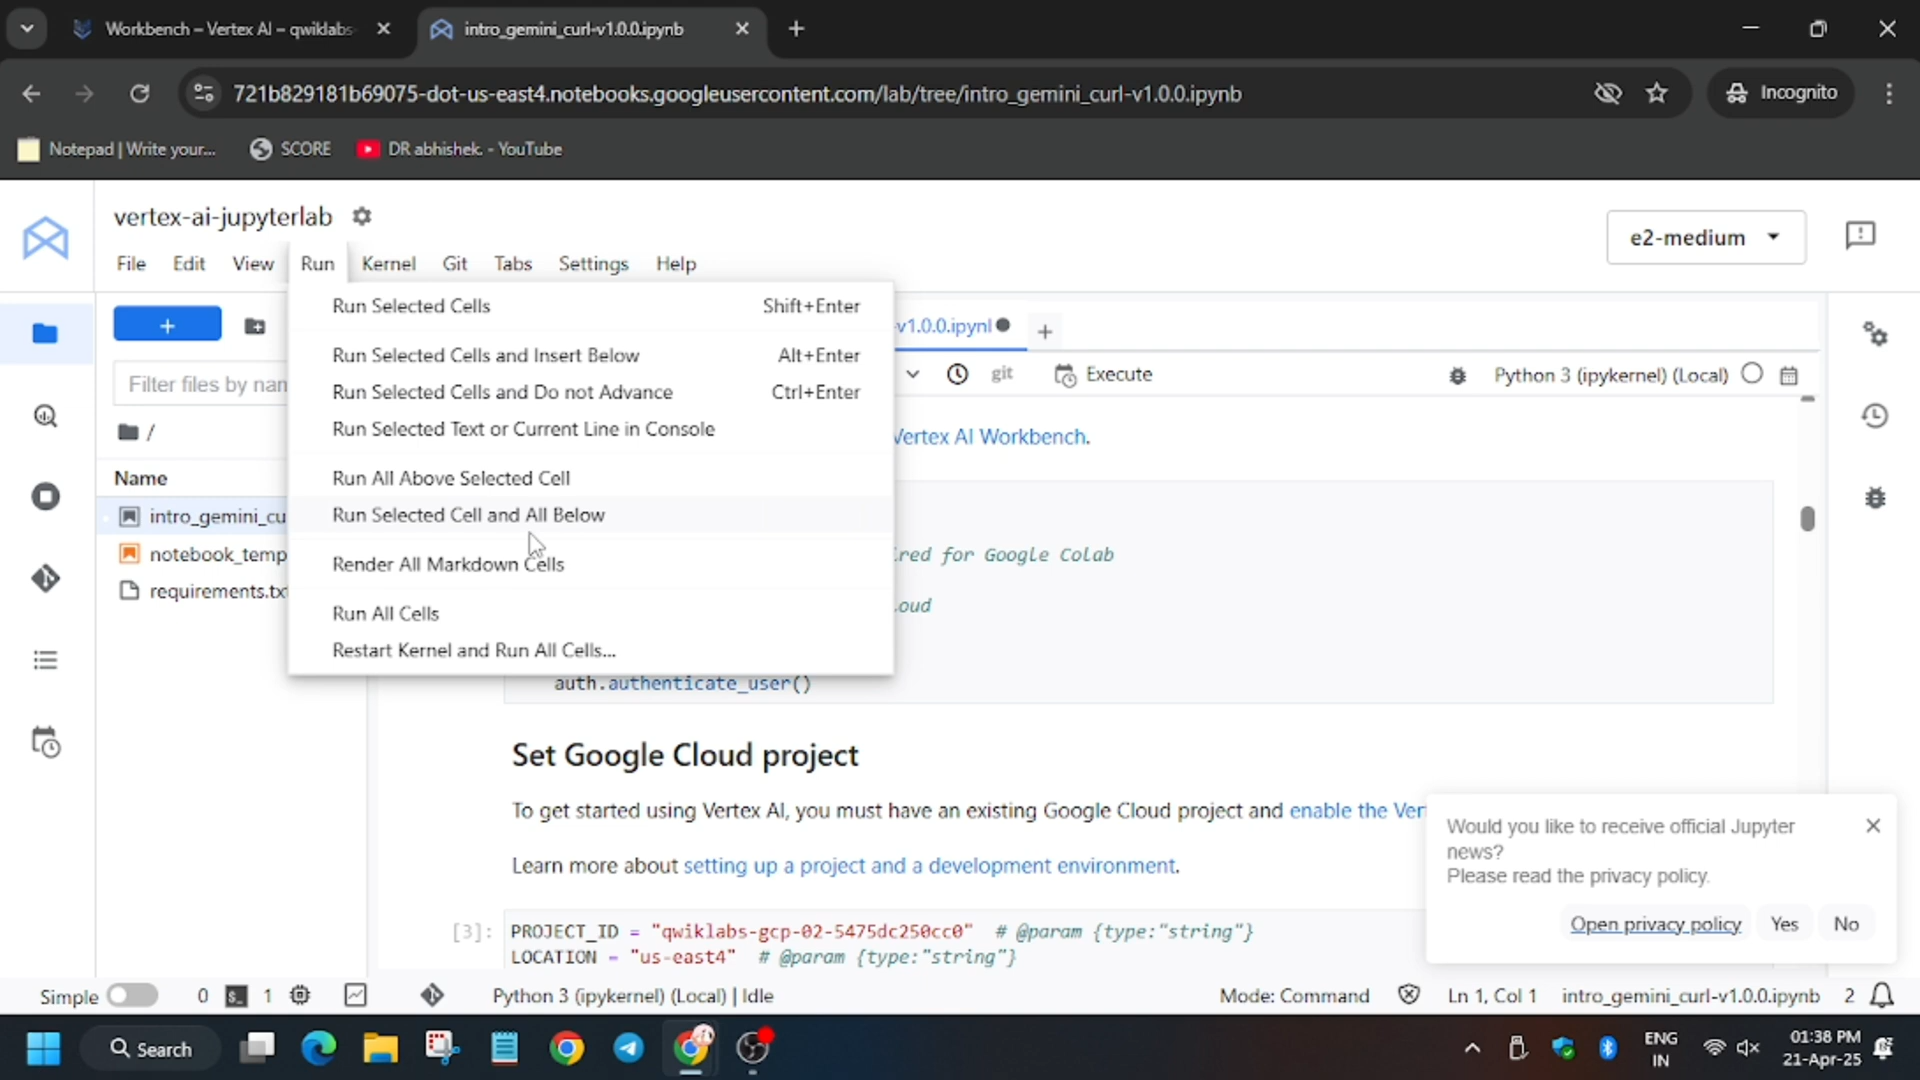 Workbench – Vertex AI – qwiklabs-
intro_gemini_curl-v1.0.0.ipynb
721b829181b69075-dot-us-east4.notebooks.googleusercontent.com/lab/tree/intro_gemini_curl-v1.0.0.ipynb
Incognito
Notepad | Write your...
SCORE
DR abhishek. - YouTube
vertex-ai-jupyterlab
e2-medium
File Edit View Run Kernel Git Tabs Settings Help
Run Selected Cells Shift+Enter
Run Selected Cells and Insert Below Alt+Enter
Run Selected Cells and Do not Advance Ctrl+Enter
Run Selected Text or Current Line in Console
Run All Above Selected Cell
Run Selected Cell and All Below
Render All Markdown Cells
Run All Cells
Restart Kernel and Run All Cells...
Filter files by nam
/
Name
intro_gemini_cu
notebook_temp
requirements.tx
-v1.0.0.ipynl
git
Execute
Python 3 (ipykernel) (Local)
Vertex AI Workbench.
red for Google Colab
oud
auth.authenticate_user()
Set Google Cloud project
To get started using Vertex AI, you must have an existing Google Cloud project and enable the Ver
Learn more about setting up a project and a development environment.
[3]: PROJECT_ID = "qwiklabs-gcp-02-5475dc250cc0" # @param {type:"string"}
LOCATION = "us-east4" # @param {type:"string"}
Would you like to receive official Jupyter
news?
Please read the privacy policy.
Open privacy policy Yes No
Simple 0 1 Python 3 (ipykernel) (Local) | Idle Mode: Command Ln 1, Col 1 intro_gemini_curl-v1.0.0.ipynb 2
Search
ENG
IN
01:38 PM
21-Apr-25